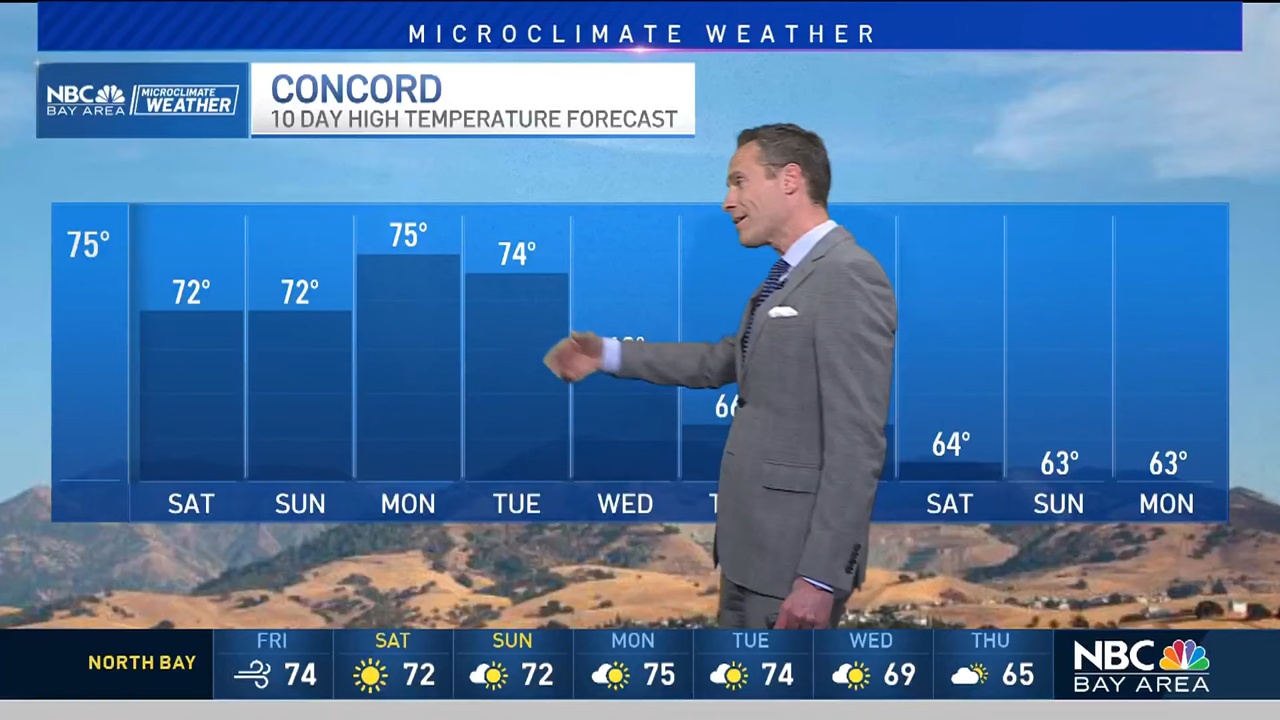 MICROCLIMATE WEATHER
NBC BAY AREA
MICROCLIMATE WEATHER
CONCORD
10 DAY HIGH TEMPERATURE FORECAST
75°
72° 72° 75° 74° 66 64° 63° 63°
SAT SUN MON TUE WED SAT SUN MON
NORTH BAY
FRI SAT SUN MON TUE WED THU
74 72 72 75 74 69 65
NBC
BAY AREA